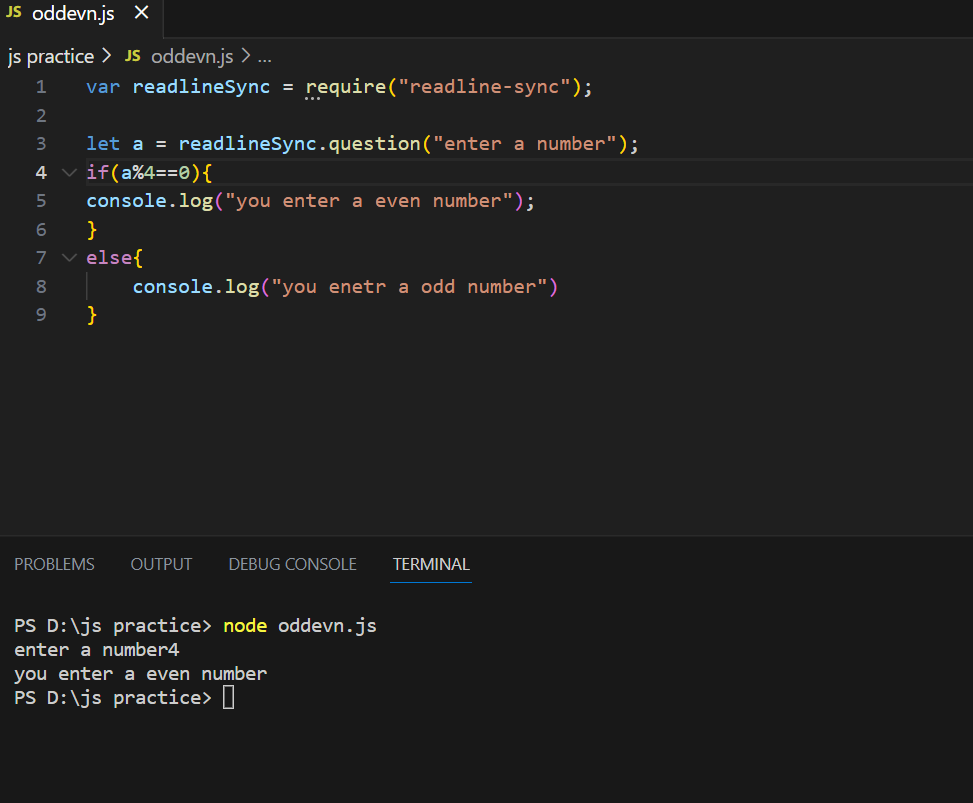 JS oddevn.js ×
js practice > JS oddevn.js > ...
1 var readlineSync = require("readline-sync");
2
3 let a = readlineSync.question("enter a number");
4 if(a%4==0){
5 console.log("you enter a even number");
6 }
7 else{
8 console.log("you enetr a odd number")
9 }
PROBLEMS OUTPUT DEBUG CONSOLE TERMINAL
PS D:\js practice> node oddevn.js
enter a number4
you enter a even number
PS D:\js practice>